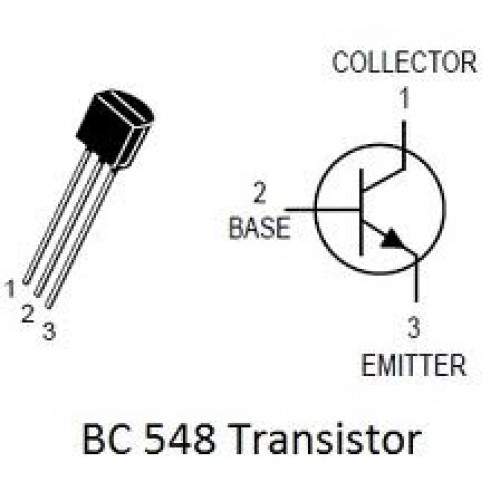 COLLECTOR
1
2
BASE
1
2
3
3
EMITTER
BC 548 Transistor